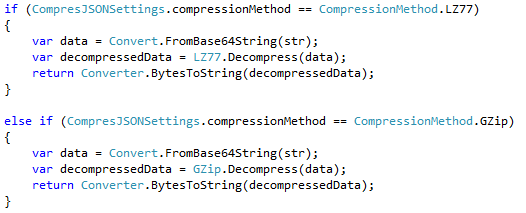 if (CompresJSONSettings.compressionMethod == CompressionMethod.LZ77)
{
    var data = Convert.FromBase64String(str);
    var decompressedData = LZ77.Decompress(data);
    return Converter.BytesToString(decompressedData);
}
else if (CompresJSONSettings.compressionMethod == CompressionMethod.GZip)
{
    var data = Convert.FromBase64String(str);
    var decompressedData = GZip.Decompress(data);
    return Converter.BytesToString(decompressedData);
}